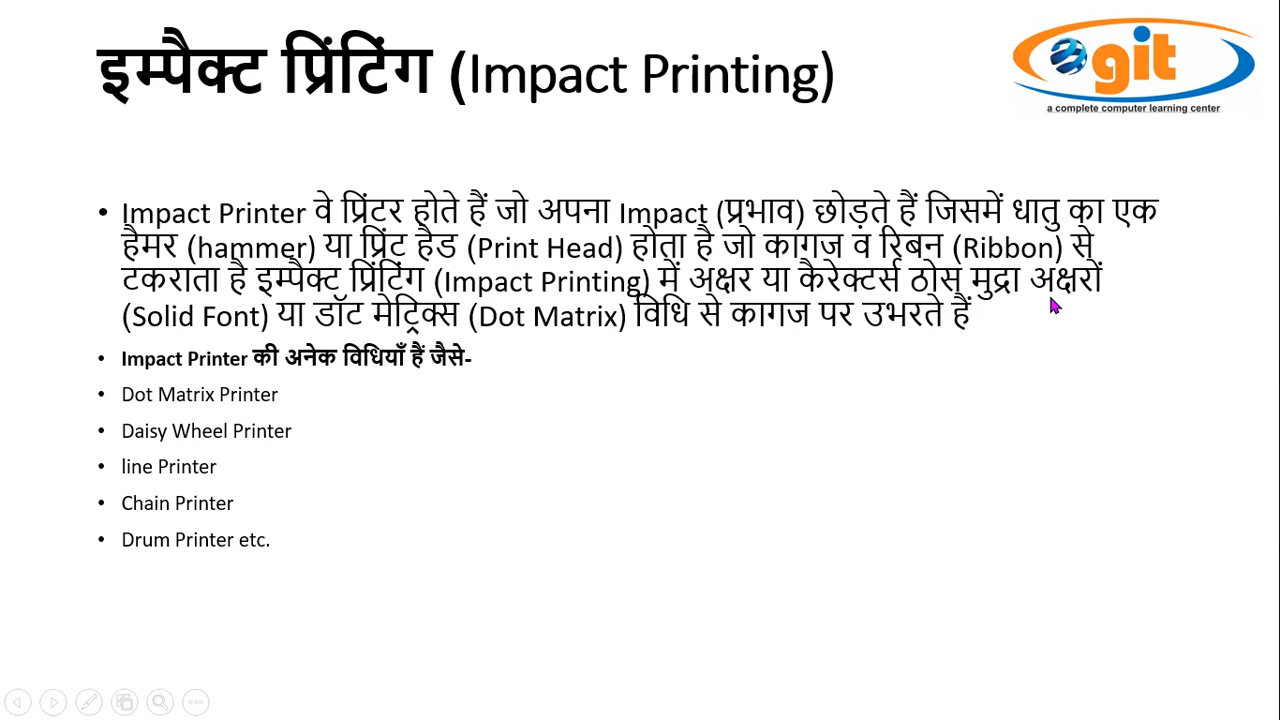 इम्पैक्ट प्रिंटिंग (Impact Printing)
egit
a complete computer learning center
• Impact Printer वे प्रिंटर होते हैं जो अपना Impact (प्रभाव) छोड़ते हैं जिसमें धातु का एक
हैमर (hammer) या प्रिंट हैड (Print Head) होता है जो कागज व रिबन (Ribbon) से
टकराता है इम्पैक्ट प्रिंटिंग (Impact Printing) में अक्षर या कैरेक्टर्स ठोस मुद्रा अक्षरों
(Solid Font) या डॉट मेट्रिक्स (Dot Matrix) विधि से कागज पर उभरते हैं
• Impact Printer की अनेक विधियाँ हैं जैसे-
• Dot Matrix Printer
• Daisy Wheel Printer
• line Printer
• Chain Printer
• Drum Printer etc.